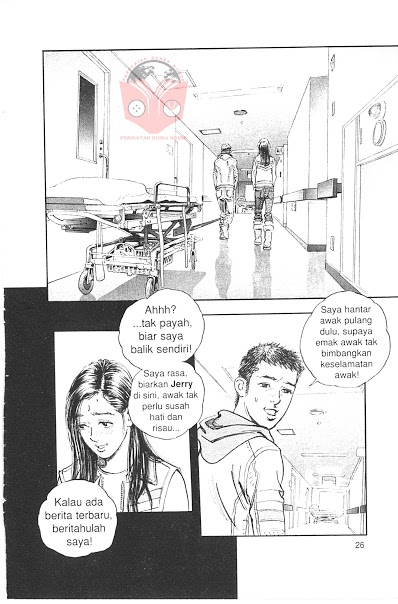 Saya hantar
awak pulang
dulu, supaya
emak awak tak
bimbangkan
keselamatan
awak!
Ahhh?
...tak payah,
biar saya
balik sendiri!
Saya rasa,
biarkan Jerry
di sini, awak tak
perlu susah
hati dan
risau...
Kalau ada
berita terbaru,
beritahulah
saya!
26